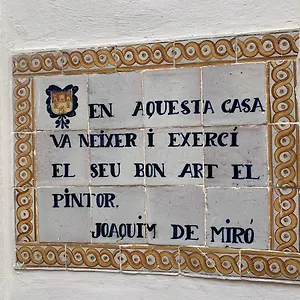 EN AQUESTA CASA
VA NEIXER I EXERCÍ
EL SEU BON ART EL
PINTOR.
JOAQUIM DE MIRÓ